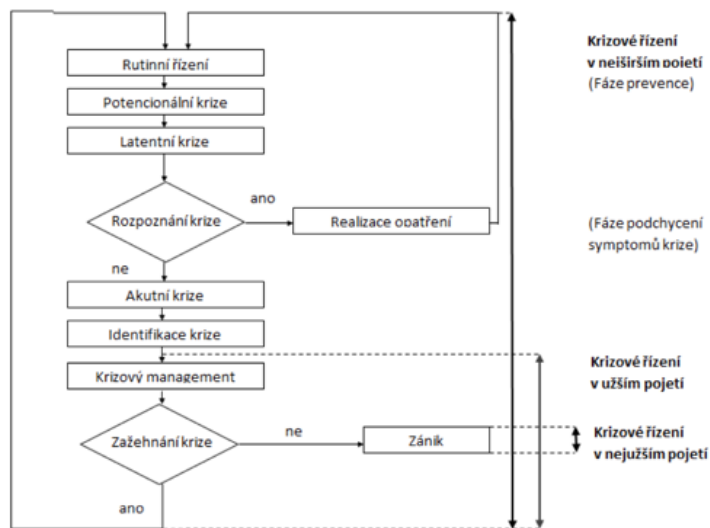 Krizové řízení
v nejširším pojetí
(Fáze prevence)
Rutinní řízení
Potencionální krize
Latentní krize
ano
Rozpoznání krize
Realizace opatření
(Fáze podchycení
symptomů krize)
ne
Akutní krize
Identifikace krize
Krizový management
Krizové řízení
v užším pojetí
Zažehnání krize
ne
Zánik
Krizové řízení
v nejužším pojetí
ano